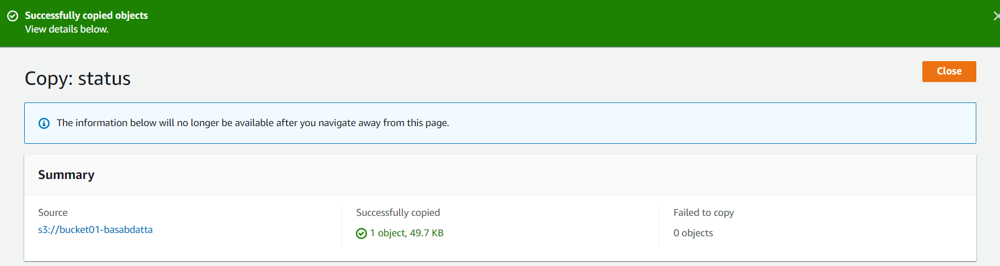 Successfully copied objects
View details below.
Copy: status
Close
The information below will no longer be available after you navigate away from this page.
Summary
Source
s3://bucket01-basabdatta
Successfully copied
1 object, 49.7 KB
Failed to copy
0 objects